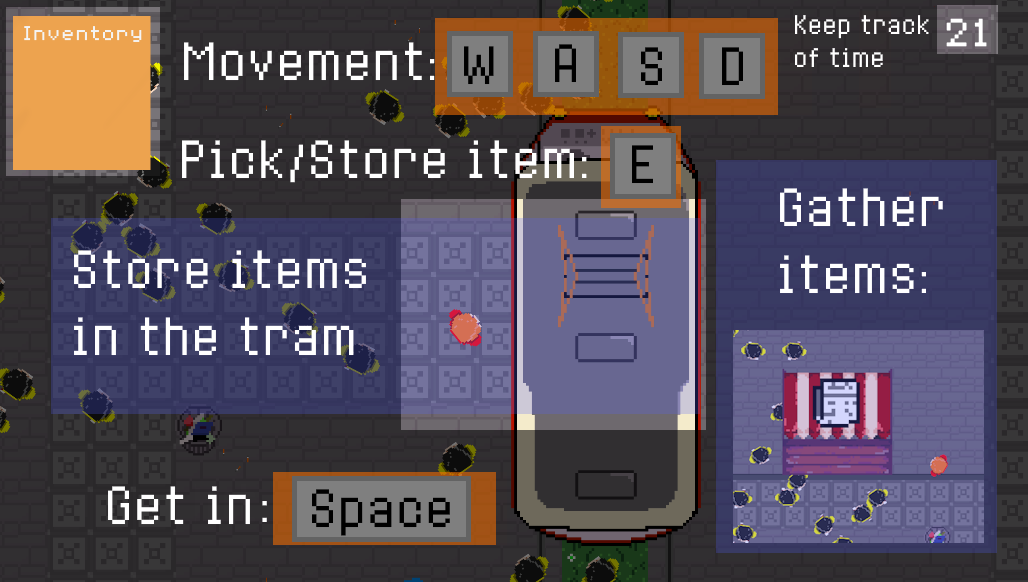 Inventory
Movement: W A S D
Keep track
of time
21
Pick/Store item: E
Store items
in the tram
Gather
items:
Get in: Space